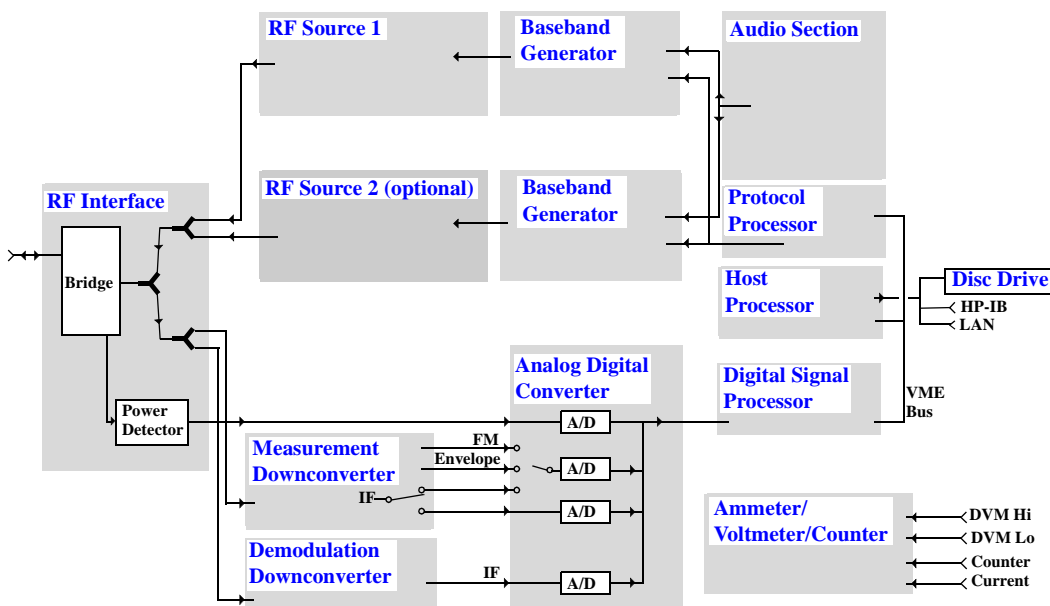 RF Source 1
Baseband
Generator
Audio Section
RF Interface
RF Source 2 (optional)
Baseband
Generator
Protocol
Processor
Bridge
Host
Processor
Disc Drive
HP-IB
LAN
Analog Digital
Converter
Digital Signal
Processor
VME
Bus
Power
Detector
A/D
Measurement
Downconverter
FM
Envelope
IF
A/D
A/D
Ammeter/
Voltmeter/Counter
DVM Hi
DVM Lo
Counter
Current
Demodulation
Downconverter
IF
A/D